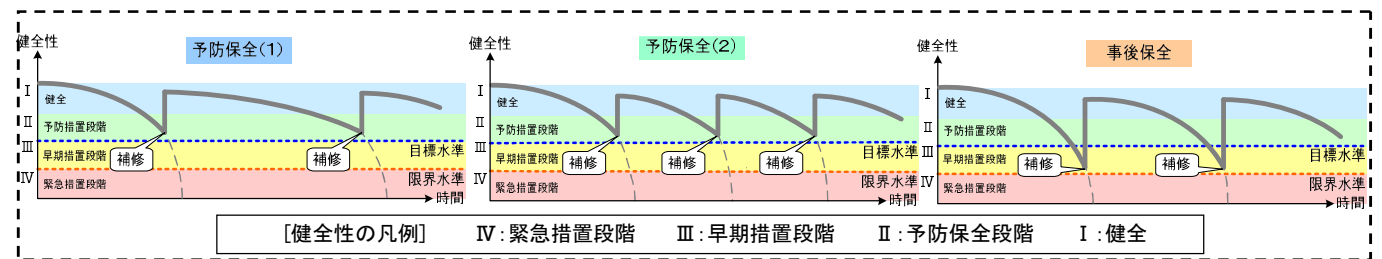 健全性
予防保全(1)
Ⅰ
健全
Ⅱ
予防措置段階
Ⅲ
目標水準
早期措置段階
補修
補修
Ⅳ
限界水準
緊急措置段階
時間
健全性
予防保全(2)
Ⅰ
健全
Ⅱ
予防措置段階
Ⅲ
目標水準
早期措置段階
補修
補修
補修
Ⅳ
限界水準
緊急措置段階
時間
健全性
事後保全
Ⅰ
健全
Ⅱ
予防措置段階
Ⅲ
目標水準
早期措置段階
補修
補修
Ⅳ
限界水準
緊急措置段階
時間
[健全性の凡例] Ⅳ:緊急措置段階 Ⅲ:早期措置段階 Ⅱ:予防保全段階 Ⅰ:健全